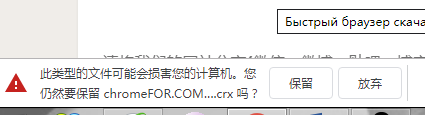 Быстрый браузер скача
此类型的文件可能会损害您的计算机。您
仍然要保留 chromeFOR.COM....crx 吗？
保留
放弃